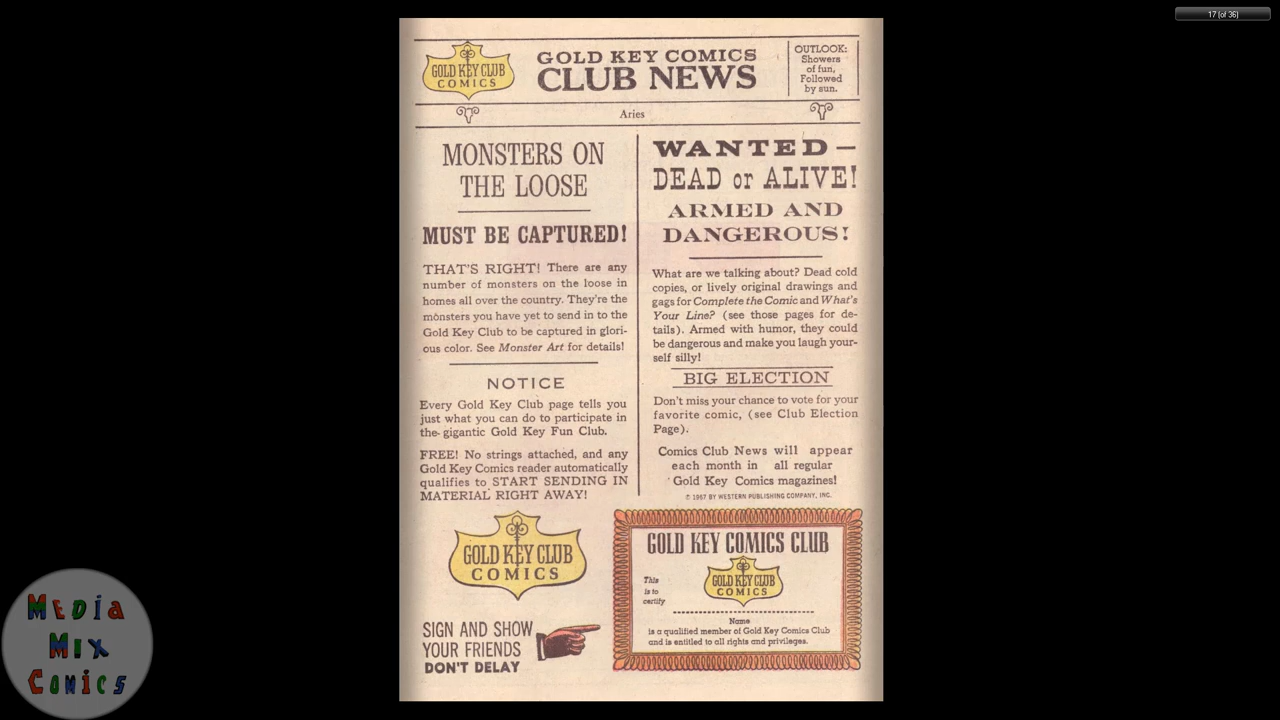 17 (of 36)
GOLD KEY CLUB
COMICS
GOLD KEY COMICS
CLUB NEWS
OUTLOOK:
Showers
of fun,
Followed
by sun.
Aries
MONSTERS ON
THE LOOSE
MUST BE CAPTURED!
THAT'S RIGHT! There are any
number of monsters on the loose in
homes all over the country. They're the
monsters you have yet to send in to the
Gold Key Club to be captured in glori-
ous color. See Monster Art for details!
NOTICE
Every Gold Key Club page tells you
just what you can do to participate in
the gigantic Gold Key Fun Club.
FREE! No strings attached, and any
Gold Key Comics reader automatically
qualifies to START SENDING IN
MATERIAL RIGHT AWAY!
WANTED—
DEAD or ALIVE!
ARMED AND
DANGEROUS!
What are we talking about? Dead cold
copies, or lively original drawings and
gags for Complete the Comic and What's
Your Line? (see those pages for de-
tails). Armed with humor, they could
be dangerous and make you laugh your-
self silly!
BIG ELECTION
Don't miss your chance to vote for your
favorite comic, (see Club Election
Page).
Comics Club News will appear
each month in all regular
Gold Key Comics magazines!
© 1967 BY WESTERN PUBLISHING COMPANY, INC.
GOLD KEY CLUB
COMICS
SIGN AND SHOW
YOUR FRIENDS
DON'T DELAY
GOLD KEY COMICS CLUB
This
is to
certify
GOLD KEY CLUB
COMICS
Name
is a qualified member of Gold Key Comics Club
and is entitled to all rights and privileges.
MEDiA
MiX
COMiCS